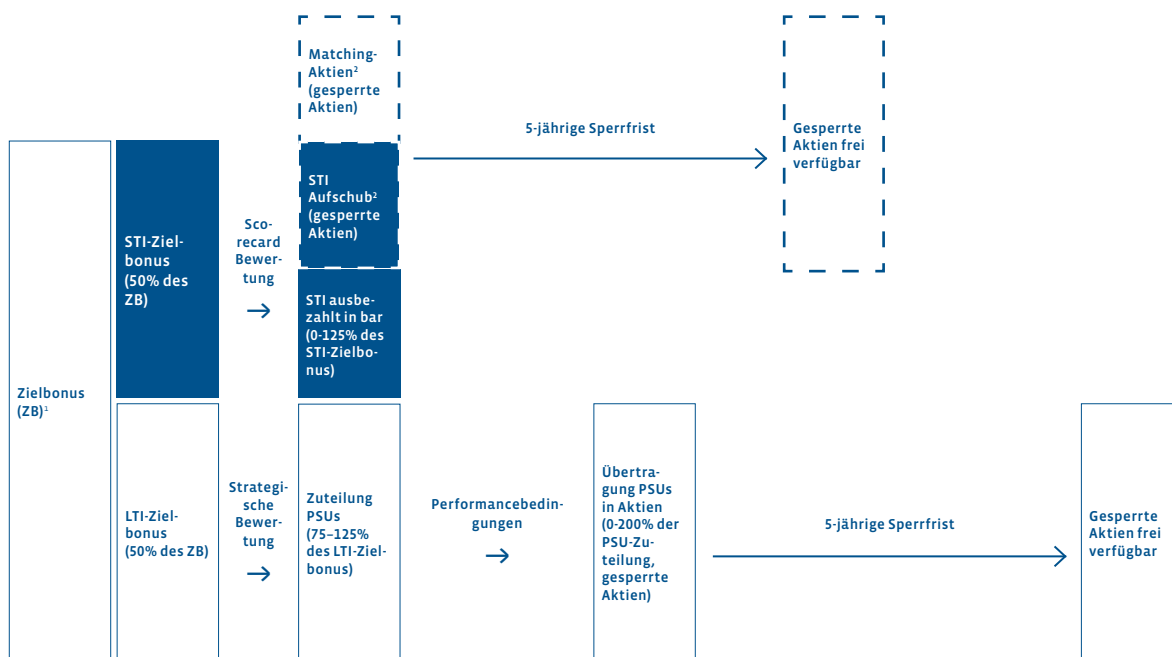 Matching-
Aktien²
(gesperrte
Aktien)
5-jährige Sperrfrist
Gesperrte
Aktien frei
verfügbar
STI
Aufschub²
(gesperrte
Aktien)
STI-Ziel-
bonus
(50% des
ZB)
Sco-
recard
Bewer-
tung
STI ausbe-
zahlt in bar
(0-125% des
STI-Zielbo-
nus)
Zielbonus
(ZB)¹
LTI-Ziel-
bonus
(50% des ZB)
Strategi-
sche
Bewer-
tung
Zuteilung
PSUs
(75–125%
des LTI-Ziel-
bonus)
Performancebedin-
gungen
Übertra-
gung PSUs
in Aktien
(0-200% der
PSU-Zu-
teilung,
gesperrte
Aktien)
5-jährige Sperrfrist
Gesperrte
Aktien frei
verfügbar